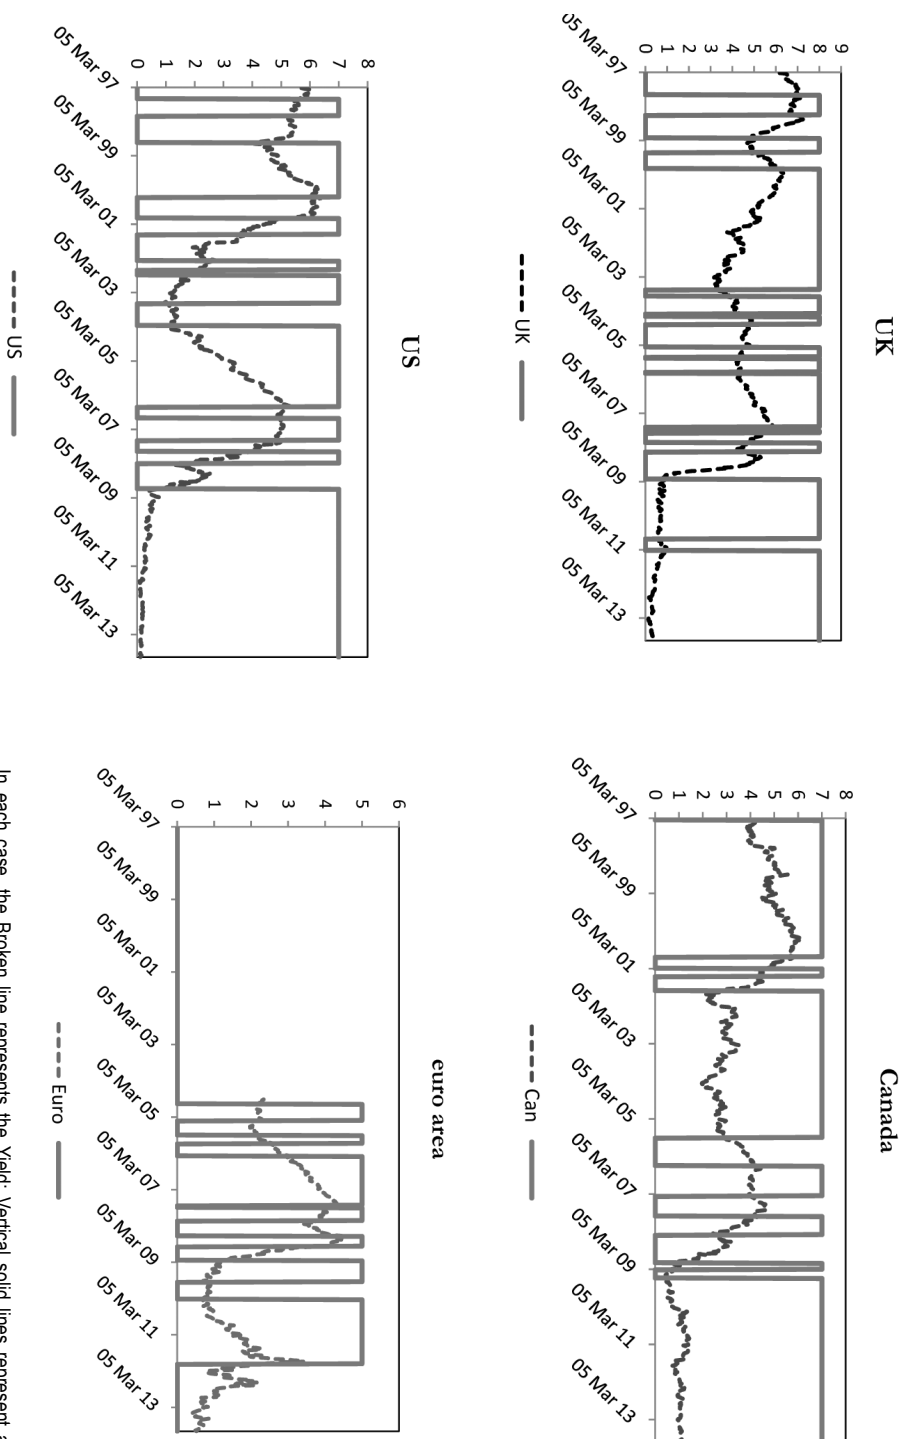 UK
9
8
7
6
5
4
3
2
1
0
05 Mar 97
05 Mar 99
05 Mar 01
05 Mar 03
05 Mar 05
05 Mar 07
05 Mar 09
05 Mar 11
05 Mar 13
UK
Canada
8
7
6
5
4
3
2
1
0
05 Mar 97
05 Mar 99
05 Mar 01
05 Mar 03
05 Mar 05
05 Mar 07
05 Mar 09
05 Mar 11
05 Mar 13
Can
US
8
7
6
5
4
3
2
1
0
05 Mar 97
05 Mar 99
05 Mar 01
05 Mar 03
05 Mar 05
05 Mar 07
05 Mar 09
05 Mar 11
05 Mar 13
US
euro area
6
5
4
3
2
1
0
05 Mar 97
05 Mar 99
05 Mar 01
05 Mar 03
05 Mar 05
05 Mar 07
05 Mar 09
05 Mar 11
05 Mar 13
Euro
In each case, the Broken line represents the Yield; Vertical solid lines represent